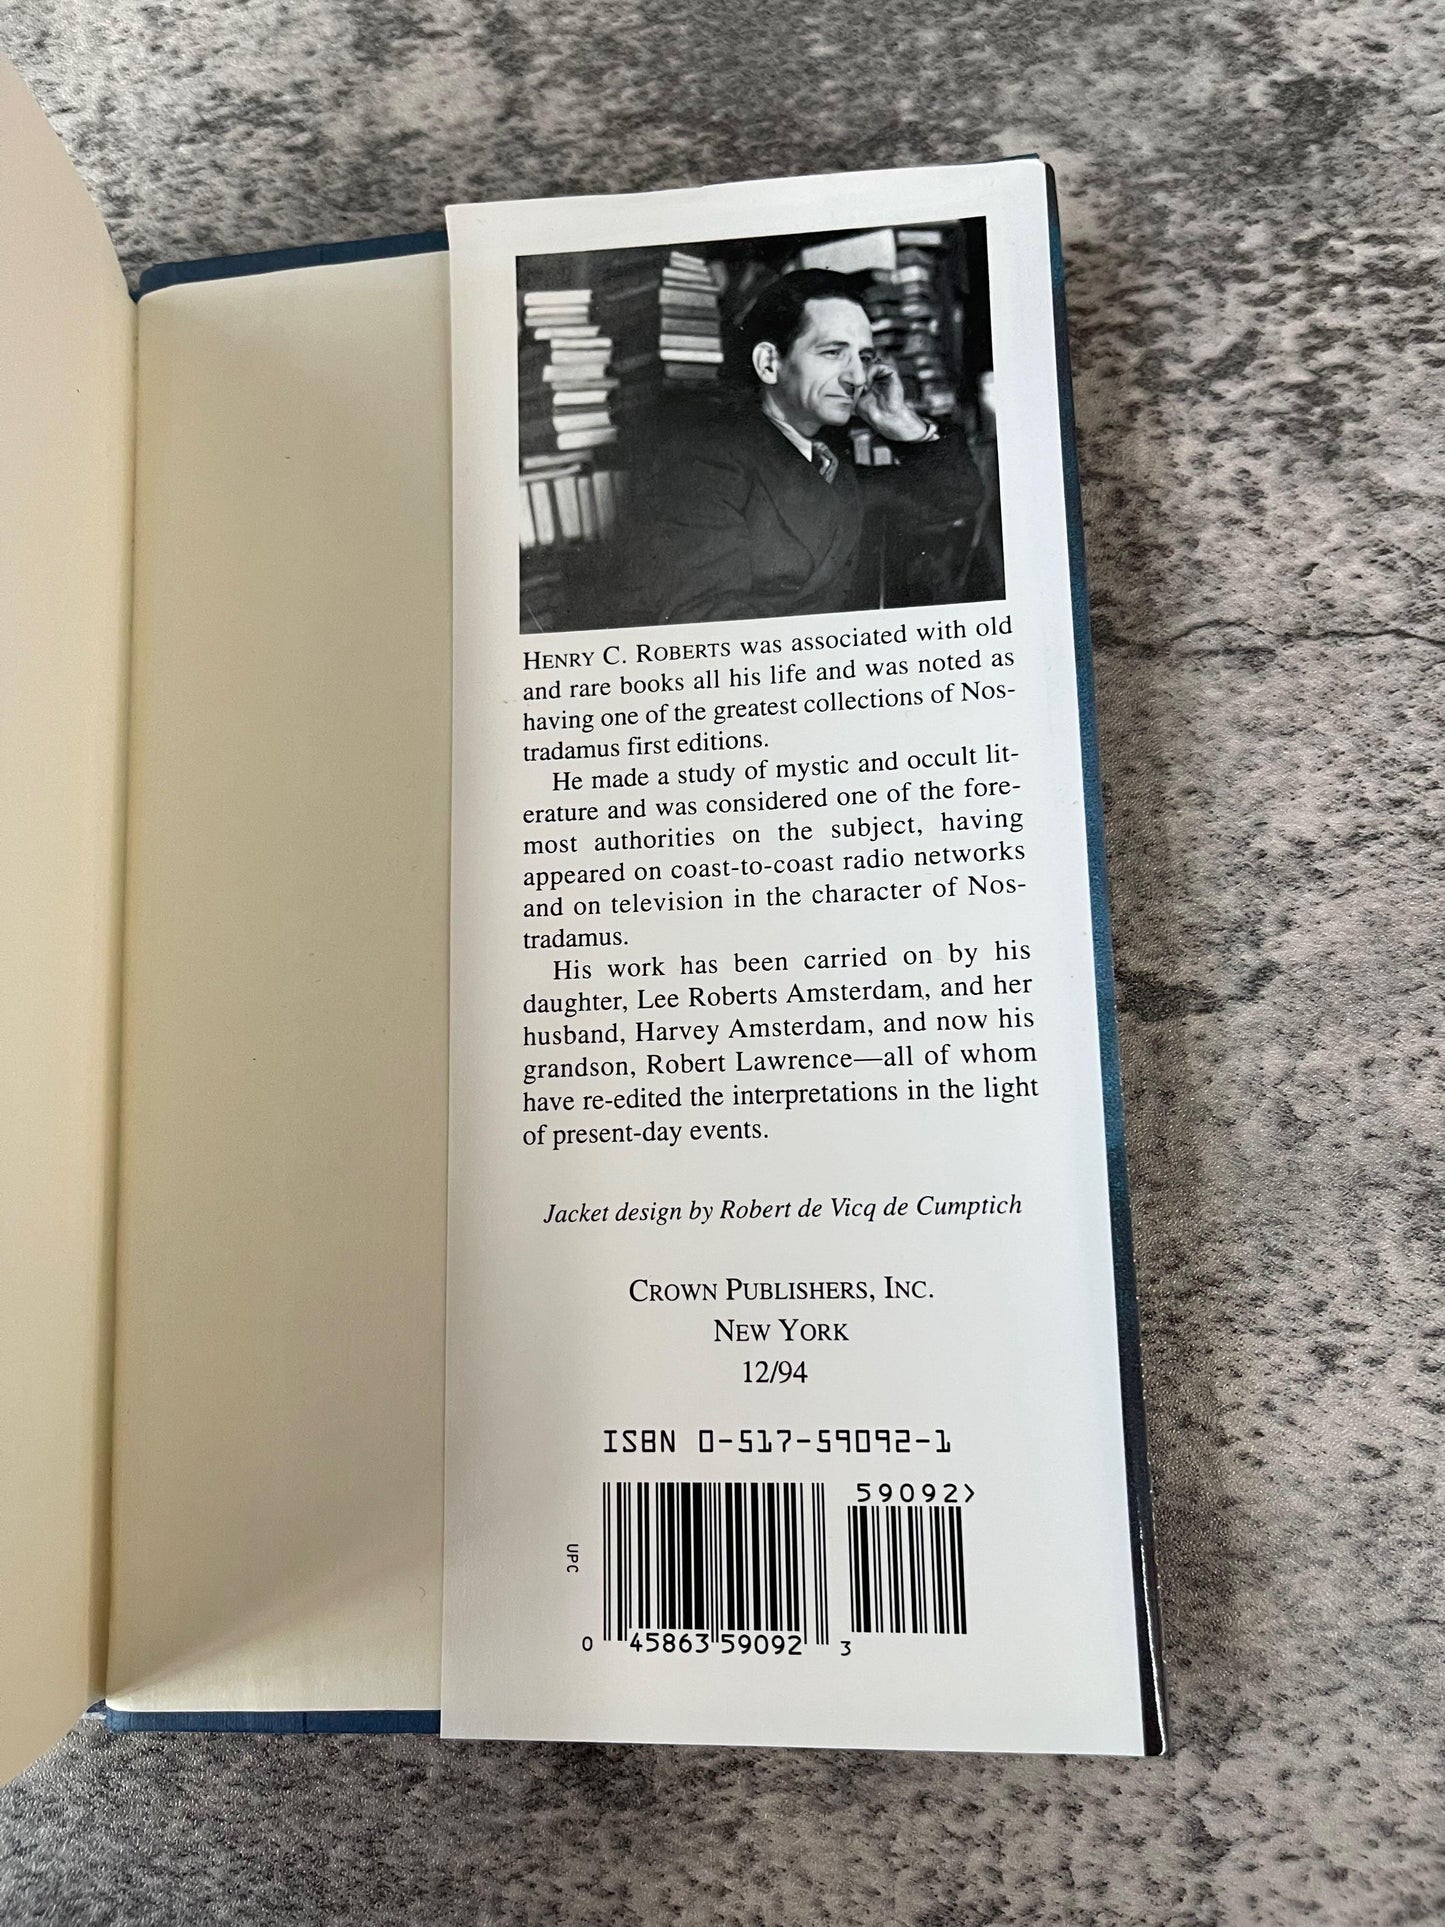 HENRY C. ROBERTS was associated with old
and rare books all his life and was noted as
having one of the greatest collections of Nos-
tradamus first editions.
He made a study of mystic and occult lit-
erature and was considered one of the fore-
most authorities on the subject, having
appeared on coast-to-coast radio networks
and on television in the character of Nos-
tradamus.
His work has been carried on by his
daughter, Lee Roberts Amsterdam, and her
husband, Harvey Amsterdam, and now his
grandson, Robert Lawrence—all of whom
have re-edited the interpretations in the light
of present-day events.
Jacket design by Robert de Vicq de Cumptich
CROWN PUBLISHERS, INC.
NEW YORK
12/94
ISBN 0-517-59092-1
59092>
UPC
0 45863 59092 3